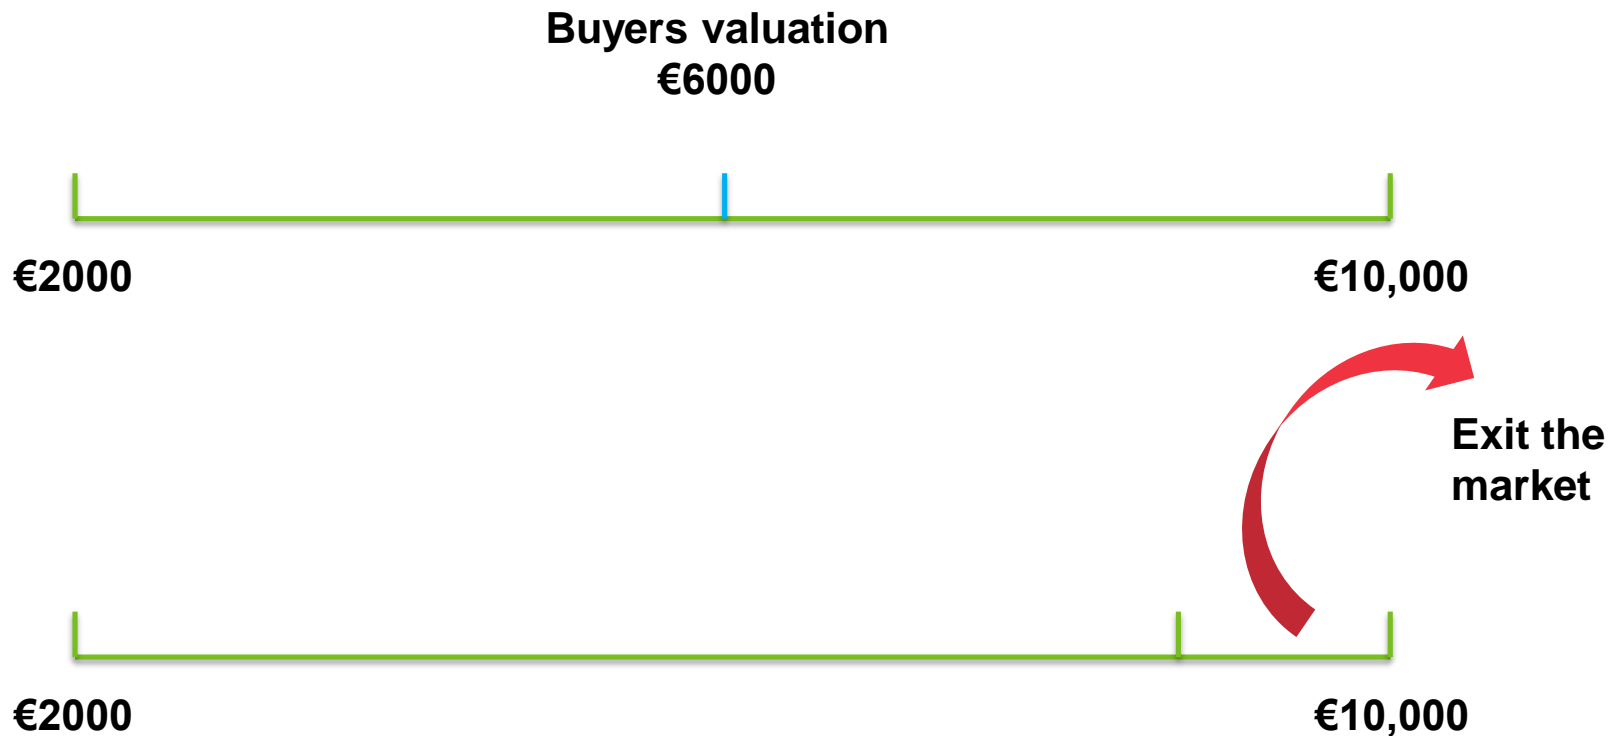 Buyers valuation
€6000
€2000
€10,000
Exit the
market
€2000
€10,000